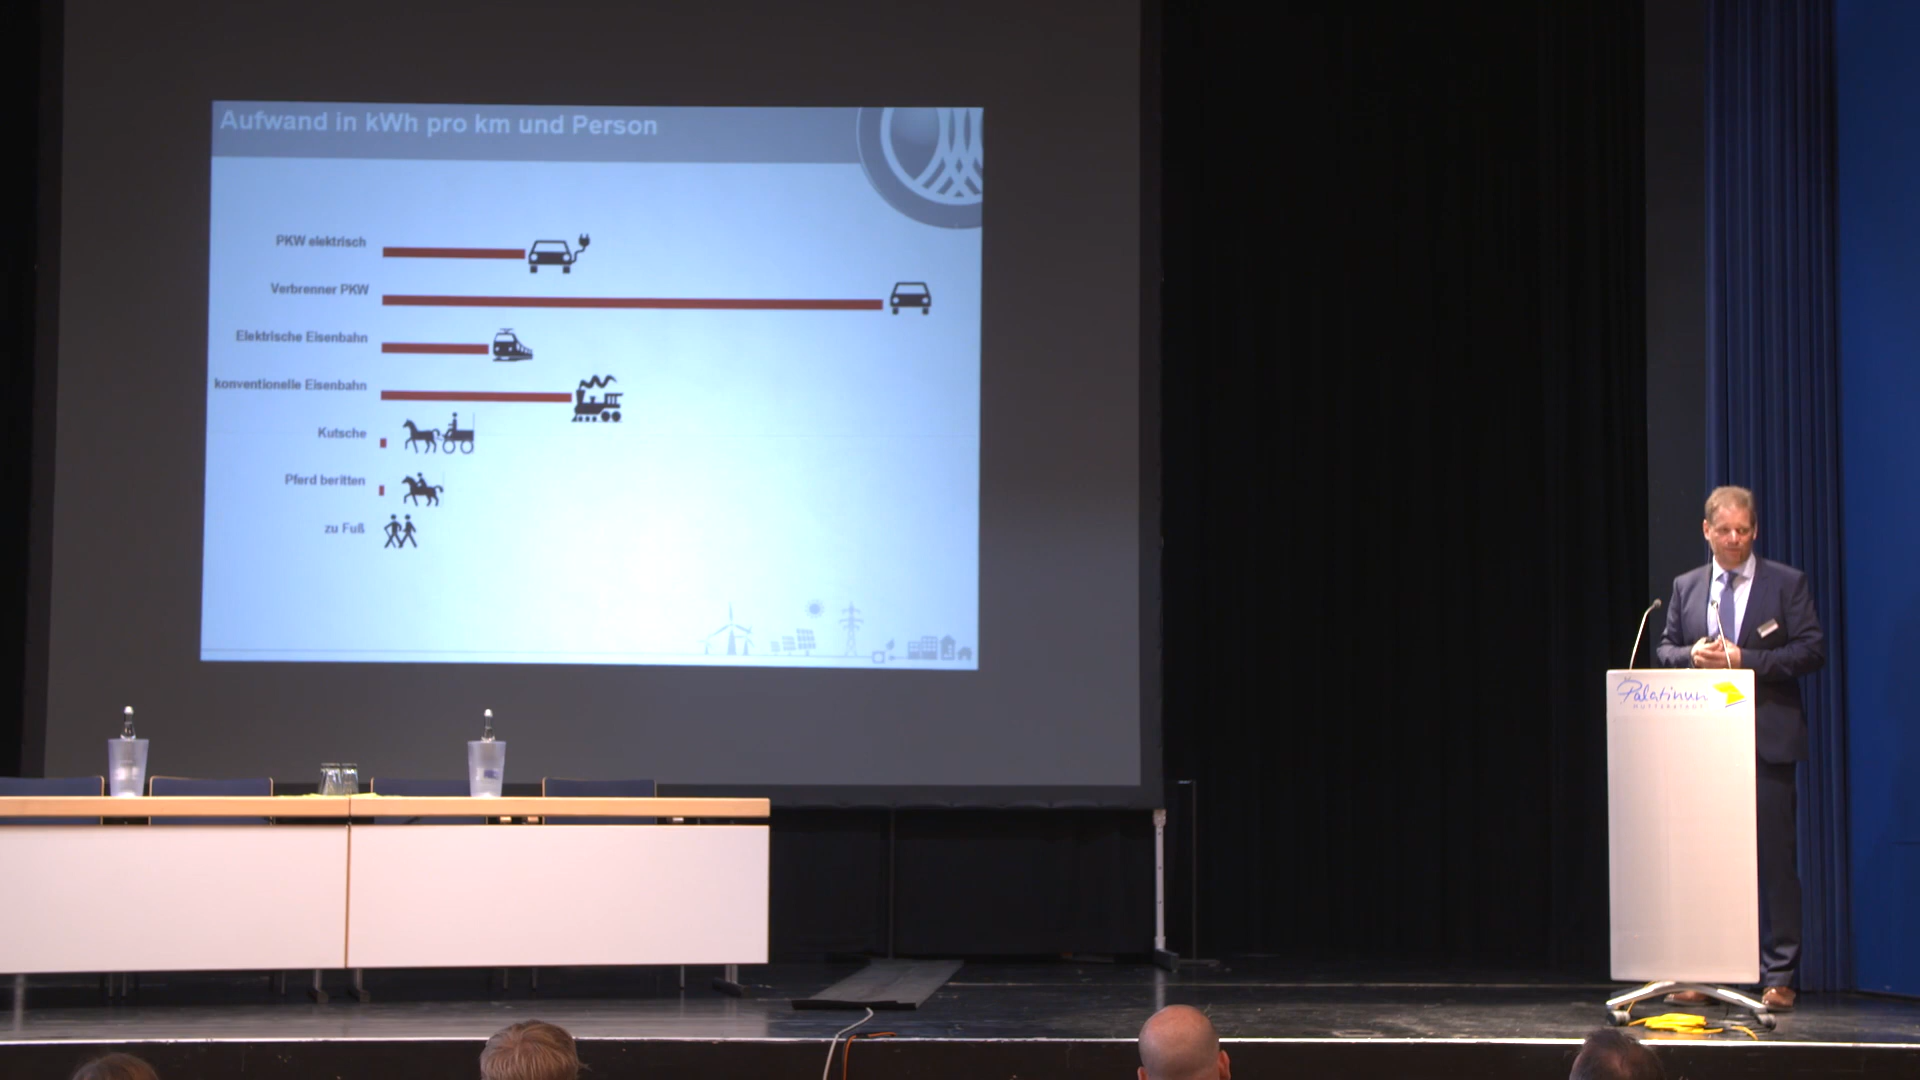 Aufwand in kWh pro km und Person
PKW elektrisch
Verbrenner PKW
Elektrische Eisenbahn
konventionelle Eisenbahn
Kutsche
Pferd beritten
zu Fuß
Palatinum
MUTTERSTADT